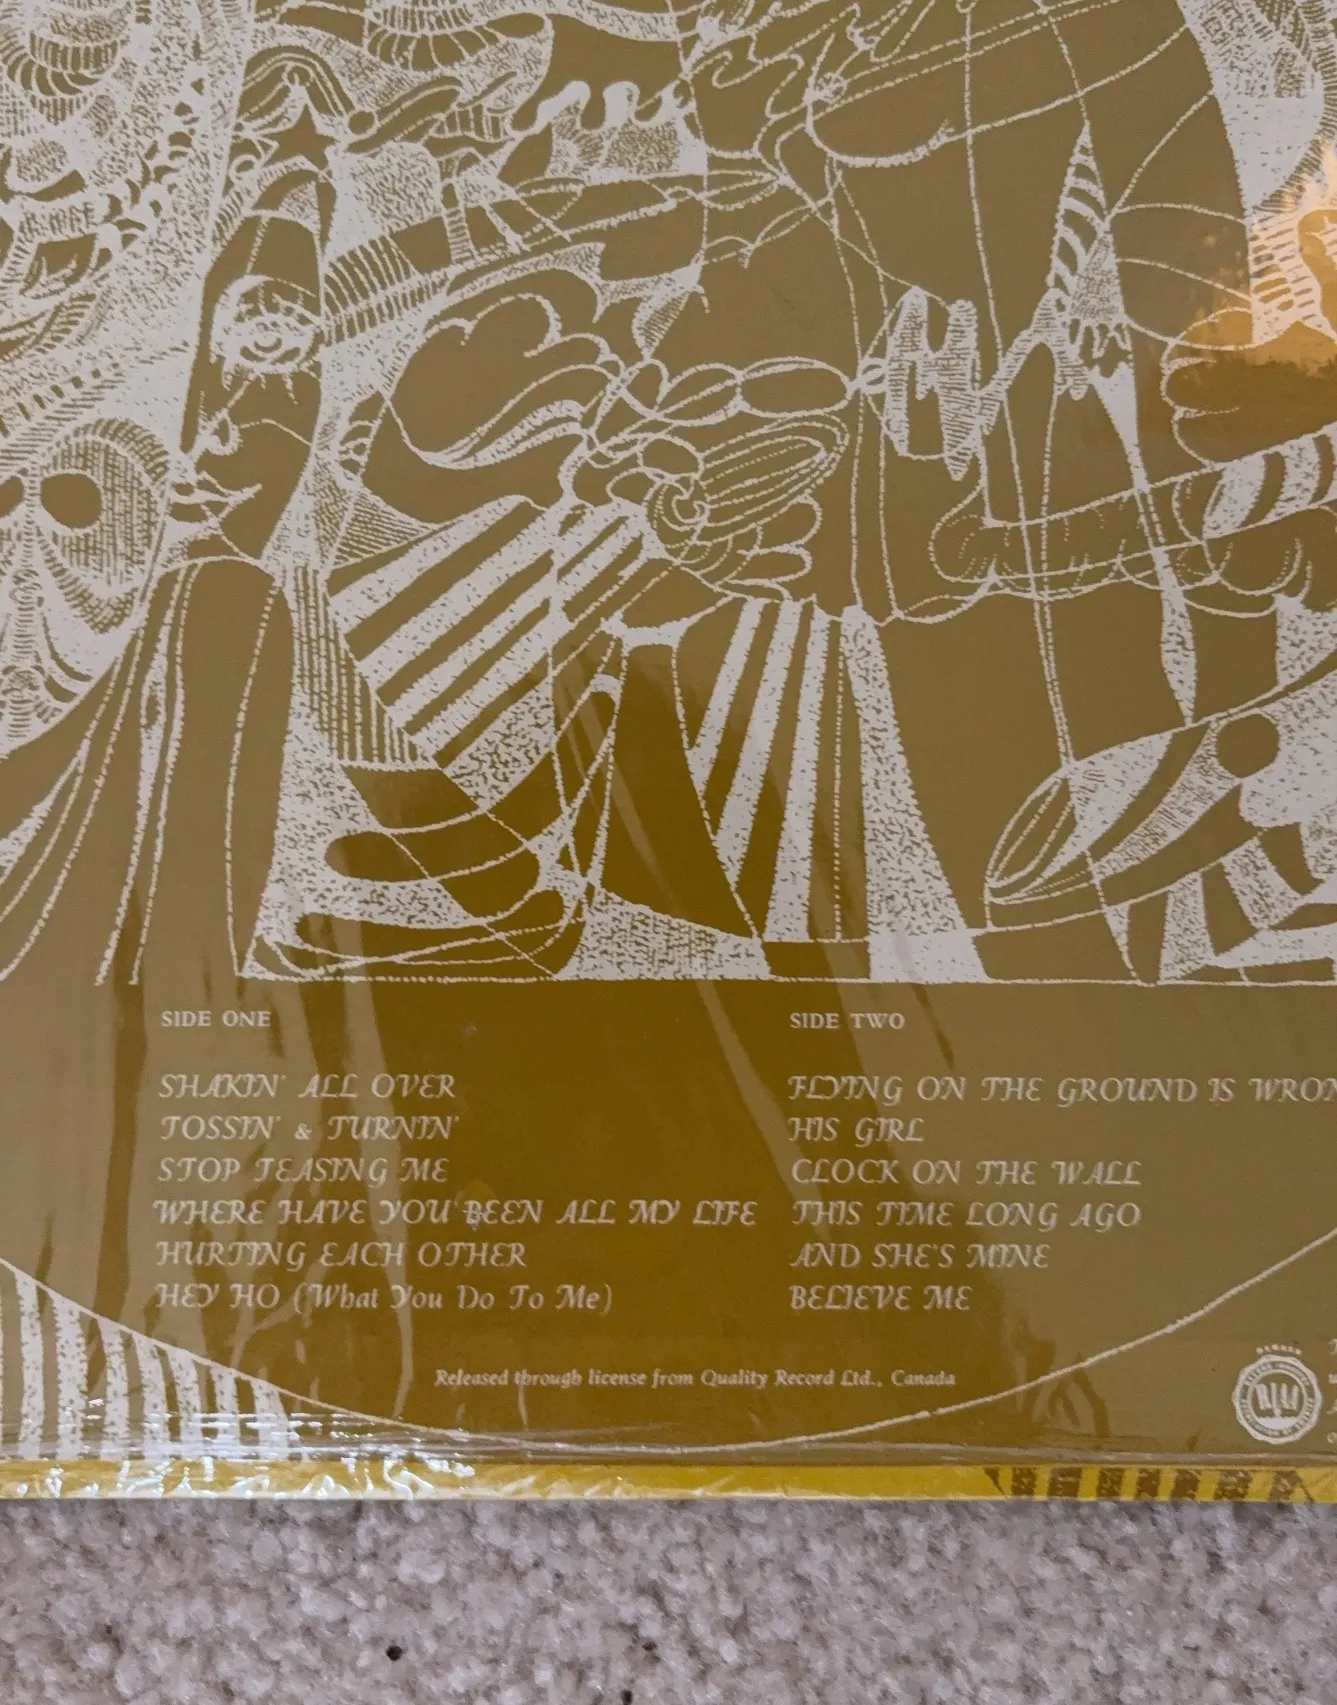 SIDE ONE
SHAKIN' ALL OVER
TOSSIN' & TURNIN'
STOP TEASING ME
WHERE HAVE YOU BEEN ALL MY LIFE
HURTING EACH OTHER
HEY HO (What You Do To Me)
SIDE TWO
FLYING ON THE GROUND IS WRON
HIS GIRL
CLOCK ON THE WALL
THIS TIME LONG AGO
AND SHE'S MINE
BELIEVE ME
Released through license from Quality Record Ltd., Canada